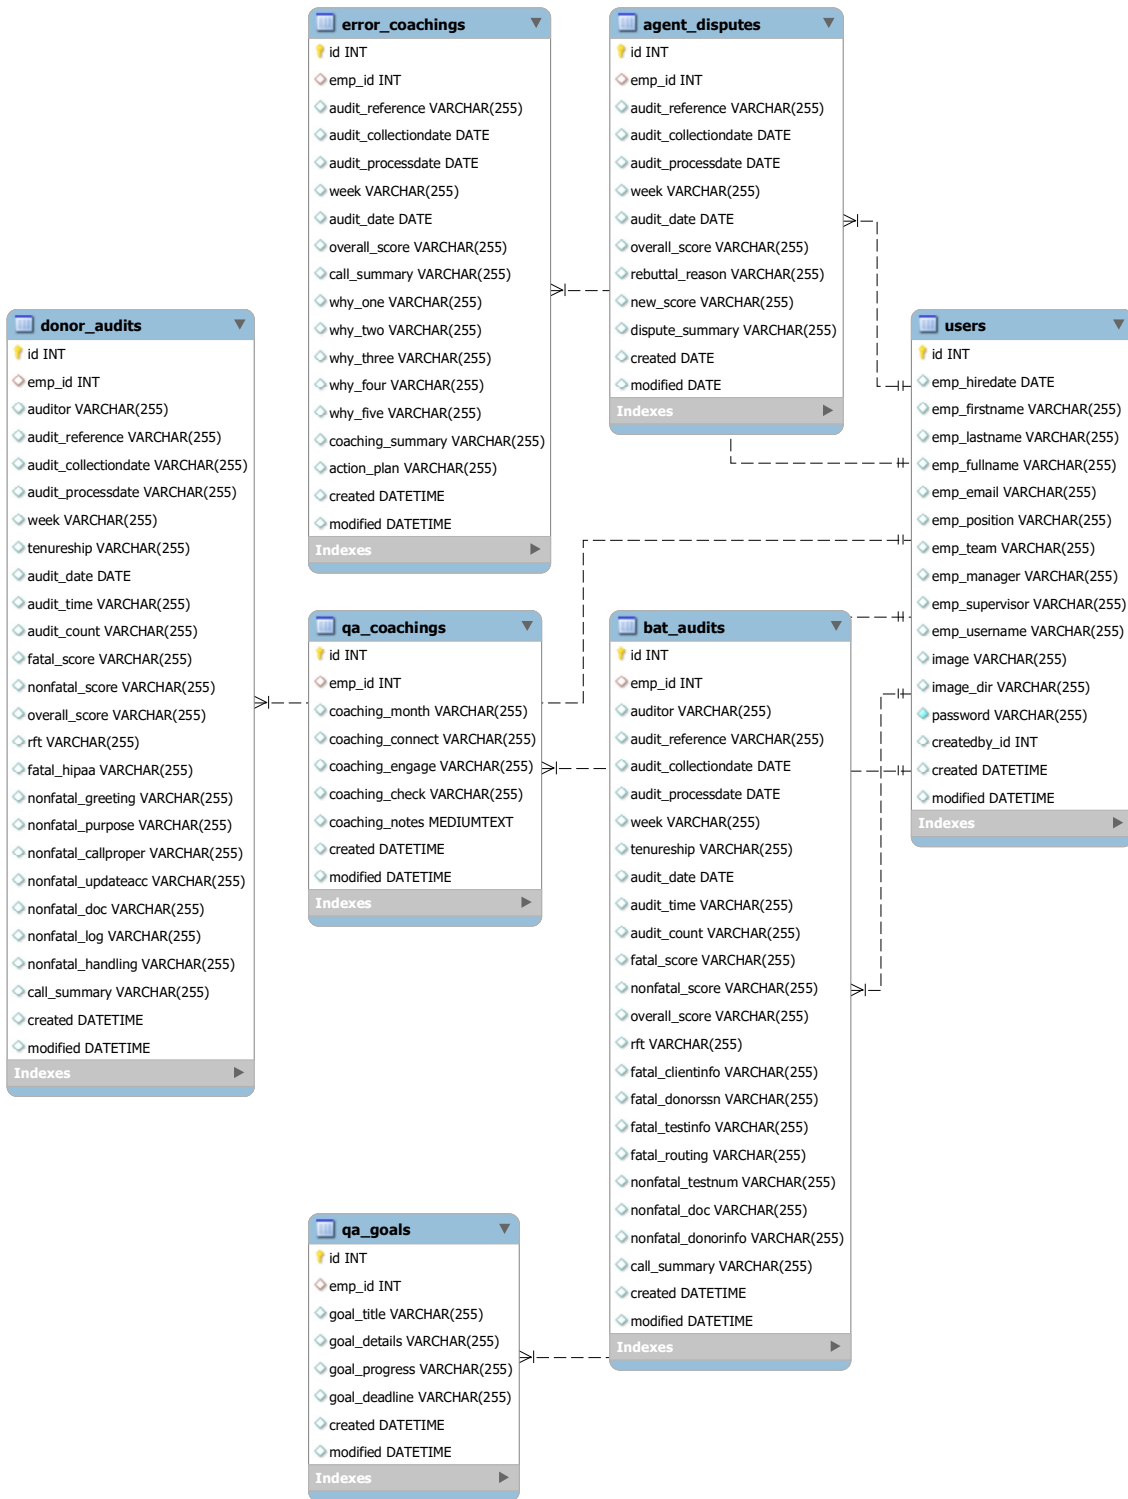 error_coachings
id INT
emp_id INT
audit_reference VARCHAR(255)
audit_collectiondate DATE
audit_processdate DATE
week VARCHAR(255)
audit_date DATE
overall_score VARCHAR(255)
call_summary VARCHAR(255)
why_one VARCHAR(255)
why_two VARCHAR(255)
why_three VARCHAR(255)
why_four VARCHAR(255)
why_five VARCHAR(255)
coaching_summary VARCHAR(255)
action_plan VARCHAR(255)
created DATETIME
modified DATETIME
Indexes
agent_disputes
id INT
emp_id INT
audit_reference VARCHAR(255)
audit_collectiondate DATE
audit_processdate DATE
week VARCHAR(255)
audit_date DATE
overall_score VARCHAR(255)
rebuttal_reason VARCHAR(255)
new_score VARCHAR(255)
dispute_summary VARCHAR(255)
created DATE
modified DATE
Indexes
donor_audits
id INT
emp_id INT
auditor VARCHAR(255)
audit_reference VARCHAR(255)
audit_collectiondate VARCHAR(255)
audit_processdate VARCHAR(255)
week VARCHAR(255)
tenureship VARCHAR(255)
audit_date DATE
audit_time VARCHAR(255)
audit_count VARCHAR(255)
fatal_score VARCHAR(255)
nonfatal_score VARCHAR(255)
overall_score VARCHAR(255)
rft VARCHAR(255)
fatal_hipaa VARCHAR(255)
nonfatal_greeting VARCHAR(255)
nonfatal_purpose VARCHAR(255)
nonfatal_callproper VARCHAR(255)
nonfatal_updateacc VARCHAR(255)
nonfatal_doc VARCHAR(255)
nonfatal_log VARCHAR(255)
nonfatal_handling VARCHAR(255)
call_summary VARCHAR(255)
created DATETIME
modified DATETIME
Indexes
users
id INT
emp_hiredate DATE
emp_firstname VARCHAR(255)
emp_lastname VARCHAR(255)
emp_fullname VARCHAR(255)
emp_email VARCHAR(255)
emp_position VARCHAR(255)
emp_team VARCHAR(255)
emp_manager VARCHAR(255)
emp_supervisor VARCHAR(255)
emp_username VARCHAR(255)
image VARCHAR(255)
image_dir VARCHAR(255)
password VARCHAR(255)
createdby_id INT
created DATETIME
modified DATETIME
Indexes
qa_coachings
id INT
emp_id INT
coaching_month VARCHAR(255)
coaching_connect VARCHAR(255)
coaching_engage VARCHAR(255)
coaching_check VARCHAR(255)
coaching_notes MEDIUMTEXT
created DATETIME
modified DATETIME
Indexes
bat_audits
id INT
emp_id INT
auditor VARCHAR(255)
audit_reference VARCHAR(255)
audit_collectiondate DATE
audit_processdate DATE
week VARCHAR(255)
tenureship VARCHAR(255)
audit_date DATE
audit_time VARCHAR(255)
audit_count VARCHAR(255)
fatal_score VARCHAR(255)
nonfatal_score VARCHAR(255)
overall_score VARCHAR(255)
rft VARCHAR(255)
fatal_clientinfo VARCHAR(255)
fatal_donorssn VARCHAR(255)
fatal_testinfo VARCHAR(255)
fatal_routing VARCHAR(255)
nonfatal_testnum VARCHAR(255)
nonfatal_doc VARCHAR(255)
nonfatal_donorinfo VARCHAR(255)
call_summary VARCHAR(255)
created DATETIME
modified DATETIME
Indexes
qa_goals
id INT
emp_id INT
goal_title VARCHAR(255)
goal_details VARCHAR(255)
goal_progress VARCHAR(255)
goal_deadline VARCHAR(255)
created DATETIME
modified DATETIME
Indexes